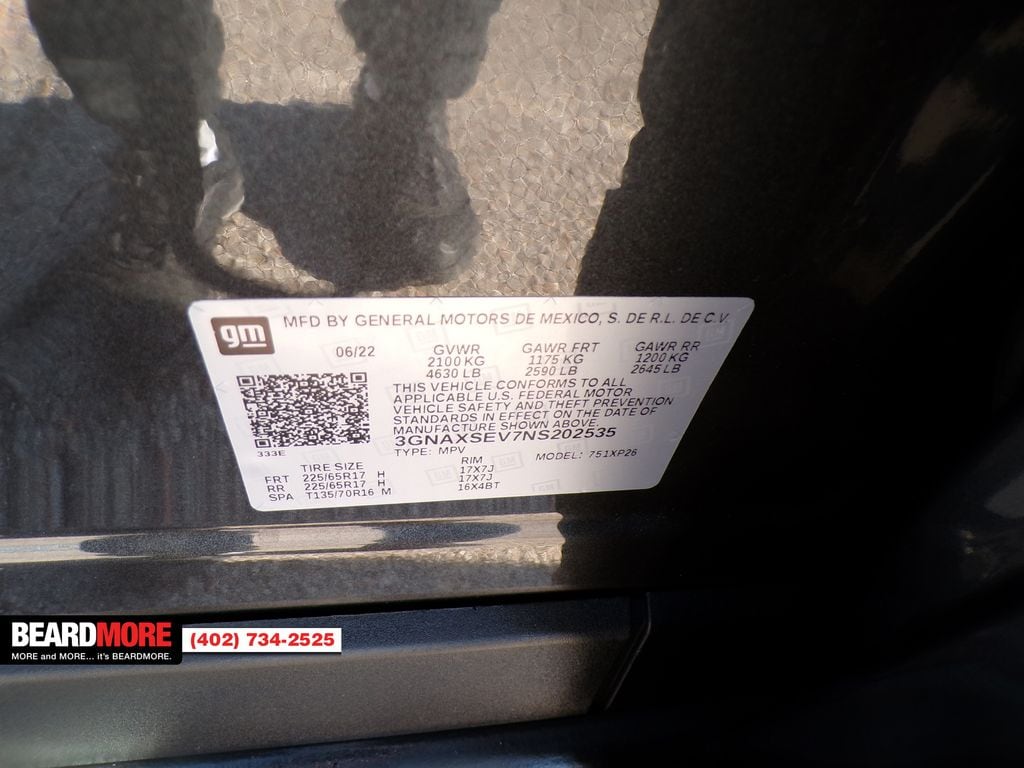 gm
MFD BY GENERAL MOTORS DE MEXICO, S. DE R.L. DE C.V.
06/22
GVWR GAWR FRT GAWR RR
2100 KG 1175 KG 1200 KG
4630 LB 2590 LB 2645 LB
THIS VEHICLE CONFORMS TO ALL
APPLICABLE U.S. FEDERAL MOTOR
VEHICLE SAFETY AND THEFT PREVENTION
STANDARDS IN EFFECT ON THE DATE OF
MANUFACTURE SHOWN ABOVE.
3GNAXSEV7NS202535
333E
TYPE: MPV MODEL: 751XP26
TIRE SIZE RIM
FRT 225/65R17 H 17X7J
RR 225/65R17 H 17X7J
SPA T135/70R16 M 16X4BT
BEARDMORE
MORE and MORE... it's BEARDMORE.
(402) 734-2525